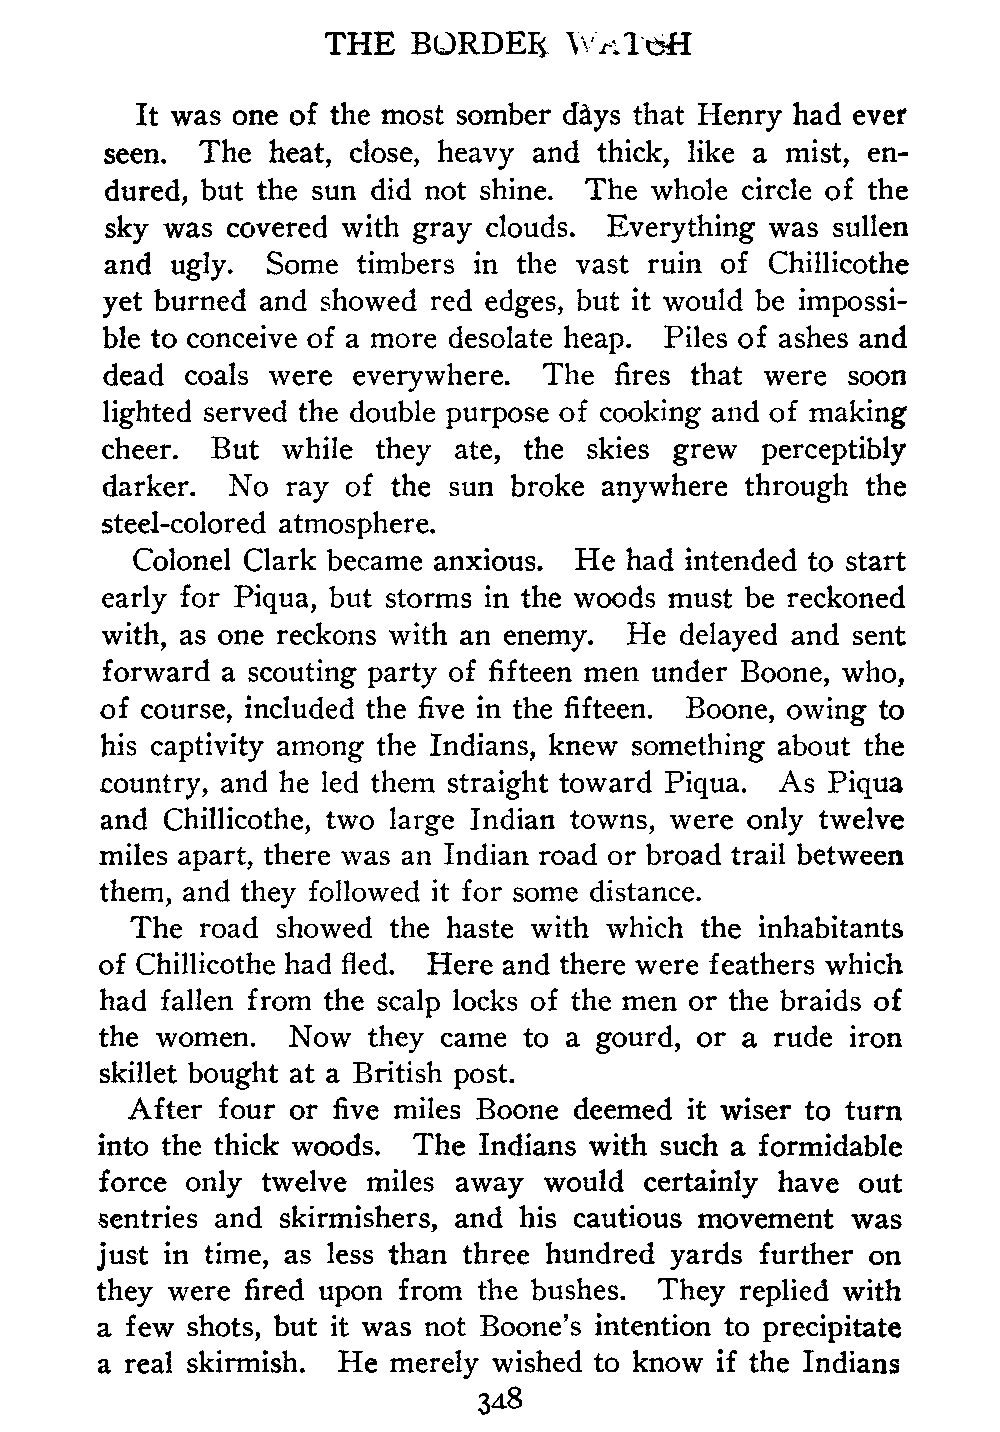 THE BORDER WATCH
It was one of the most somber days that Henry had ever
seen. The heat, close, heavy and thick, like a mist, en-
dured, but the sun did not shine. The whole circle of the
sky was covered with gray clouds. Everything was sullen
and ugly. Some timbers in the vast ruin of Chillicothe
yet burned and showed red edges, but it would be impossi-
ble to conceive of a more desolate heap. Piles of ashes and
dead coals were everywhere. The fires that were soon
lighted served the double purpose of cooking and of making
cheer. But while they ate, the skies grew perceptibly
darker. No ray of the sun broke anywhere through the
steel-colored atmosphere.
Colonel Clark became anxious. He had intended to start
early for Piqua, but storms in the woods must be reckoned
with, as one reckons with an enemy. He delayed and sent
forward a scouting party of fifteen men under Boone, who,
of course, included the five in the fifteen. Boone, owing to
his captivity among the Indians, knew something about the
country, and he led them straight toward Piqua. As Piqua
and Chillicothe, two large Indian towns, were only twelve
miles apart, there was an Indian road or broad trail between
them, and they followed it for some distance.
The road showed the haste with which the inhabitants
of Chillicothe had fled. Here and there were feathers which
had fallen from the scalp locks of the men or the braids of
the women. Now they came to a gourd, or a rude iron
skillet bought at a British post.
After four or five miles Boone deemed it wiser to turn
into the thick woods. The Indians with such a formidable
force only twelve miles away would certainly have out
sentries and skirmishers, and his cautious movement was
just in time, as less than three hundred yards further on
they were fired upon from the bushes. They replied with
a few shots, but it was not Boone's intention to precipitate
a real skirmish. He merely wished to know if the Indians
348